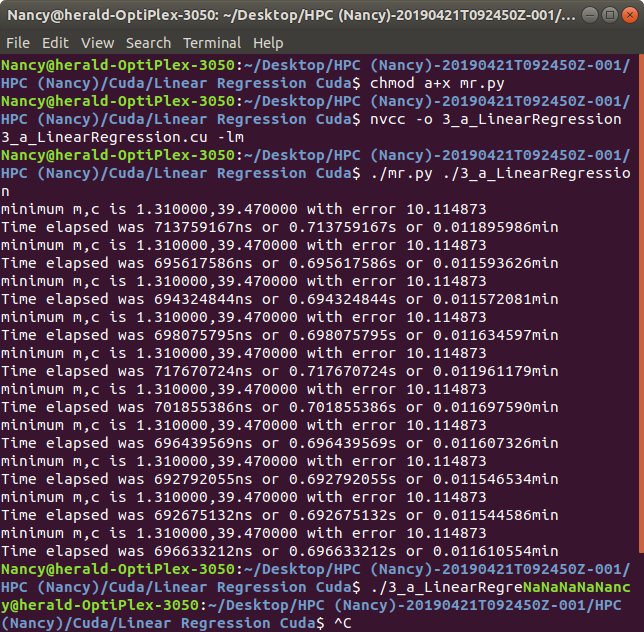 Nancy@herald-OptiPlex-3050: ~/Desktop/HPC (Nancy)-20190421T092450Z-001/...
File Edit View Search Terminal Help
Nancy@herald-OptiPlex-3050:~/Desktop/HPC (Nancy)-20190421T092450Z-001/
HPC (Nancy)/Cuda/Linear Regression Cuda$ chmod a+x mr.py
Nancy@herald-OptiPlex-3050:~/Desktop/HPC (Nancy)-20190421T092450Z-001/
HPC (Nancy)/Cuda/Linear Regression Cuda$ nvcc -o 3_a_LinearRegression
3_a_LinearRegression.cu -lm
Nancy@herald-OptiPlex-3050:~/Desktop/HPC (Nancy)-20190421T092450Z-001/
HPC (Nancy)/Cuda/Linear Regression Cuda$ ./mr.py ./3_a_LinearRegressio
n
minimum m,c is 1.310000,39.470000 with error 10.114873
Time elapsed was 713759167ns or 0.713759167s or 0.011895986min
minimum m,c is 1.310000,39.470000 with error 10.114873
Time elapsed was 695617586ns or 0.695617586s or 0.011593626min
minimum m,c is 1.310000,39.470000 with error 10.114873
Time elapsed was 694324844ns or 0.694324844s or 0.011572081min
minimum m,c is 1.310000,39.470000 with error 10.114873
Time elapsed was 698075795ns or 0.698075795s or 0.011634597min
minimum m,c is 1.310000,39.470000 with error 10.114873
Time elapsed was 717670724ns or 0.717670724s or 0.011961179min
minimum m,c is 1.310000,39.470000 with error 10.114873
Time elapsed was 701855386ns or 0.701855386s or 0.011697590min
minimum m,c is 1.310000,39.470000 with error 10.114873
Time elapsed was 696439569ns or 0.696439569s or 0.011607326min
minimum m,c is 1.310000,39.470000 with error 10.114873
Time elapsed was 692792055ns or 0.692792055s or 0.011546534min
minimum m,c is 1.310000,39.470000 with error 10.114873
Time elapsed was 692675132ns or 0.692675132s or 0.011544586min
minimum m,c is 1.310000,39.470000 with error 10.114873
Time elapsed was 696633212ns or 0.696633212s or 0.011610554min
Nancy@herald-OptiPlex-3050:~/Desktop/HPC (Nancy)-20190421T092450Z-001/
HPC (Nancy)/Cuda/Linear Regression Cuda$ ./3_a_LinearRegreNaNaNaNaNanc
y@herald-OptiPlex-3050:~/Desktop/HPC (Nancy)-20190421T092450Z-001/HPC
(Nancy)/Cuda/Linear Regression Cuda$ ^C